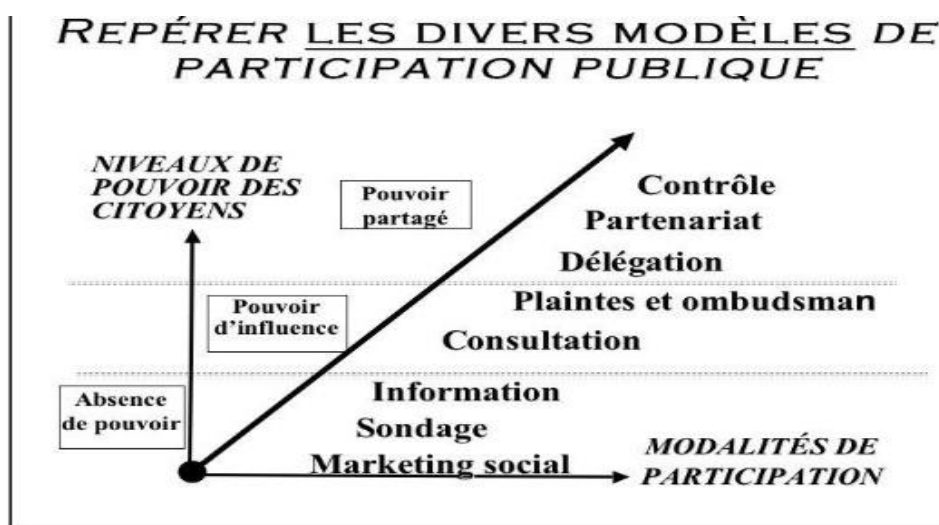 REPÉRER LES DIVERS MODÈLES DE
PARTICIPATION PUBLIQUE
NIVEAUX DE
POUVOIR DES
CITOYENS
Pouvoir
partagé
Contrôle
Partenariat
Délégation
Pouvoir
d'influence
Plaintes et ombudsman
Consultation
Absence
de pouvoir
Information
Sondage
Marketing social
MODALITÉS DE
PARTICIPATION